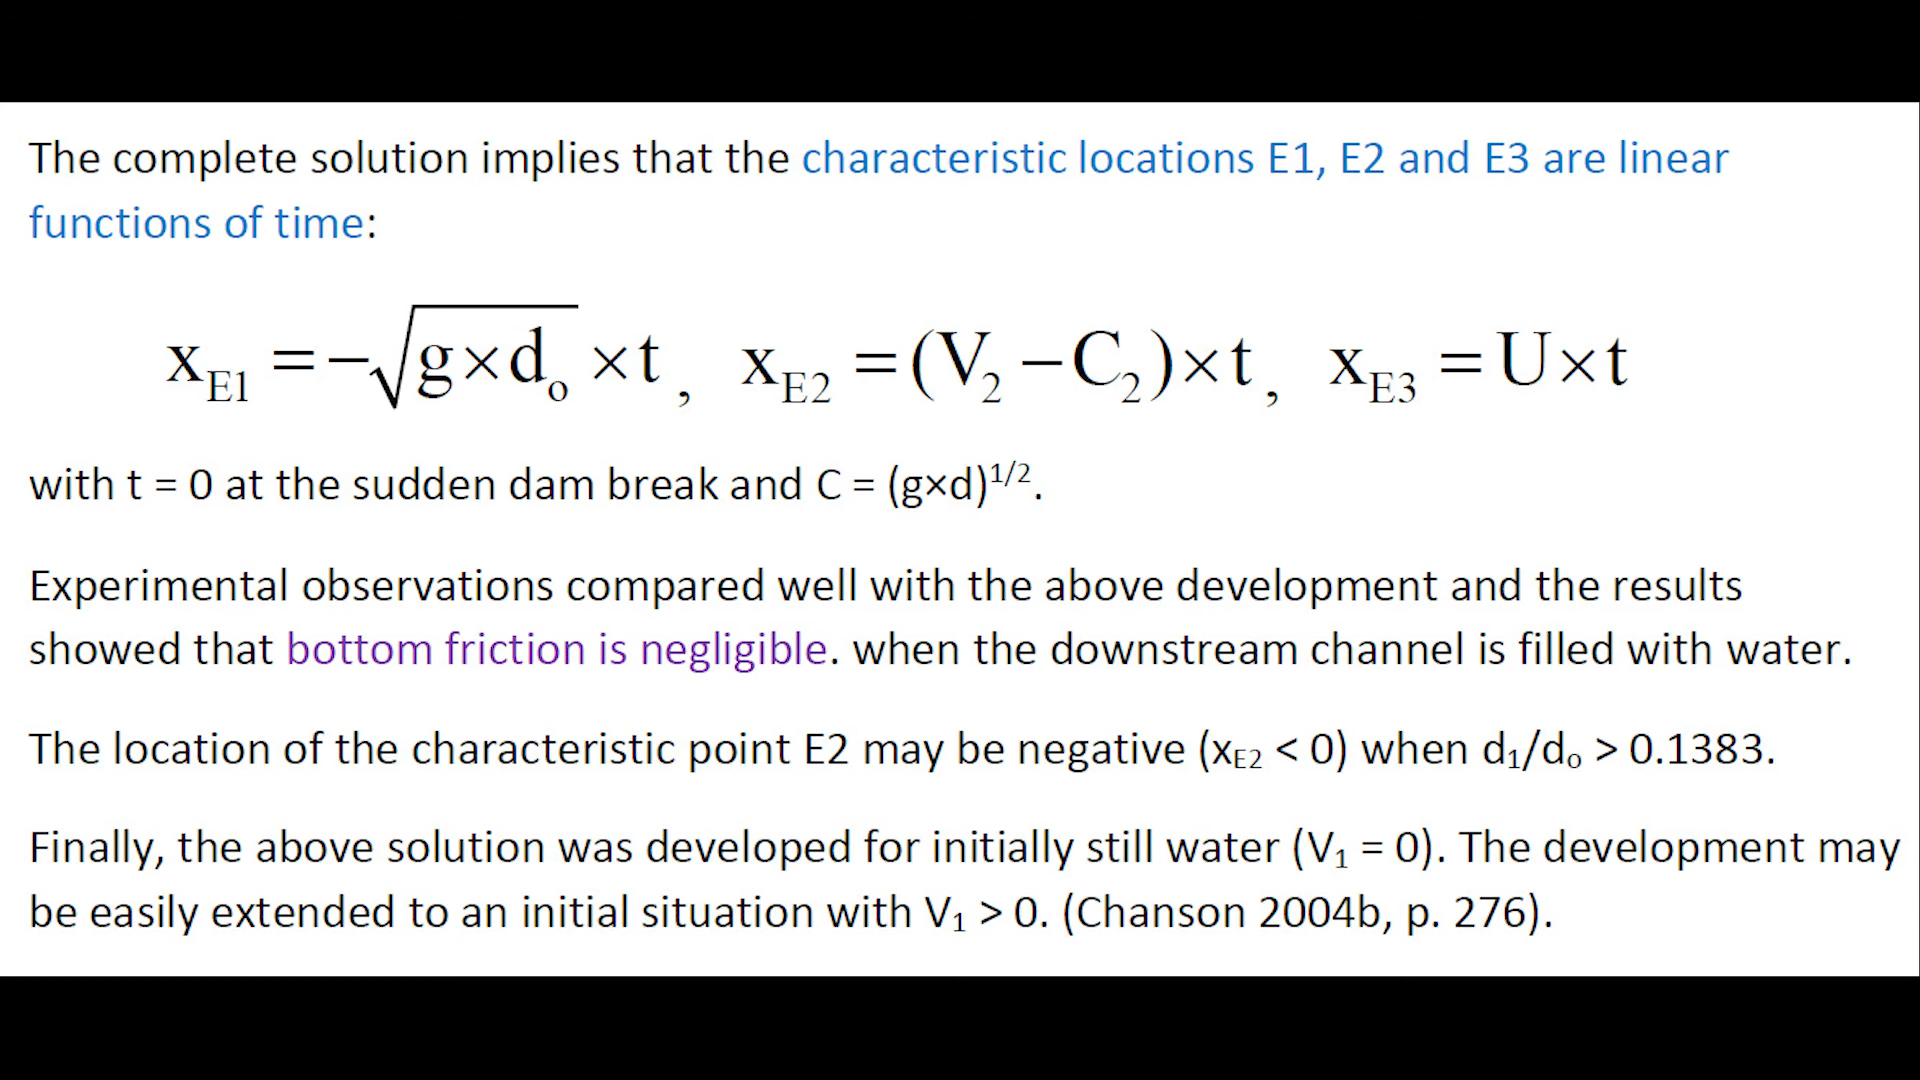 The complete solution implies that the characteristic locations E1, E2 and E3 are linear
functions of time:
x_E1 = −√(g×d_o) ×t , x_E2 = (V₂ − C₂)×t , x_E3 = U×t
with t = 0 at the sudden dam break and C = (g×d)^1/2.
Experimental observations compared well with the above development and the results
showed that bottom friction is negligible. when the downstream channel is filled with water.
The location of the characteristic point E2 may be negative (x_E2 < 0) when d₁/d_o > 0.1383.
Finally, the above solution was developed for initially still water (V₁ = 0). The development may
be easily extended to an initial situation with V₁ > 0. (Chanson 2004b, p. 276).